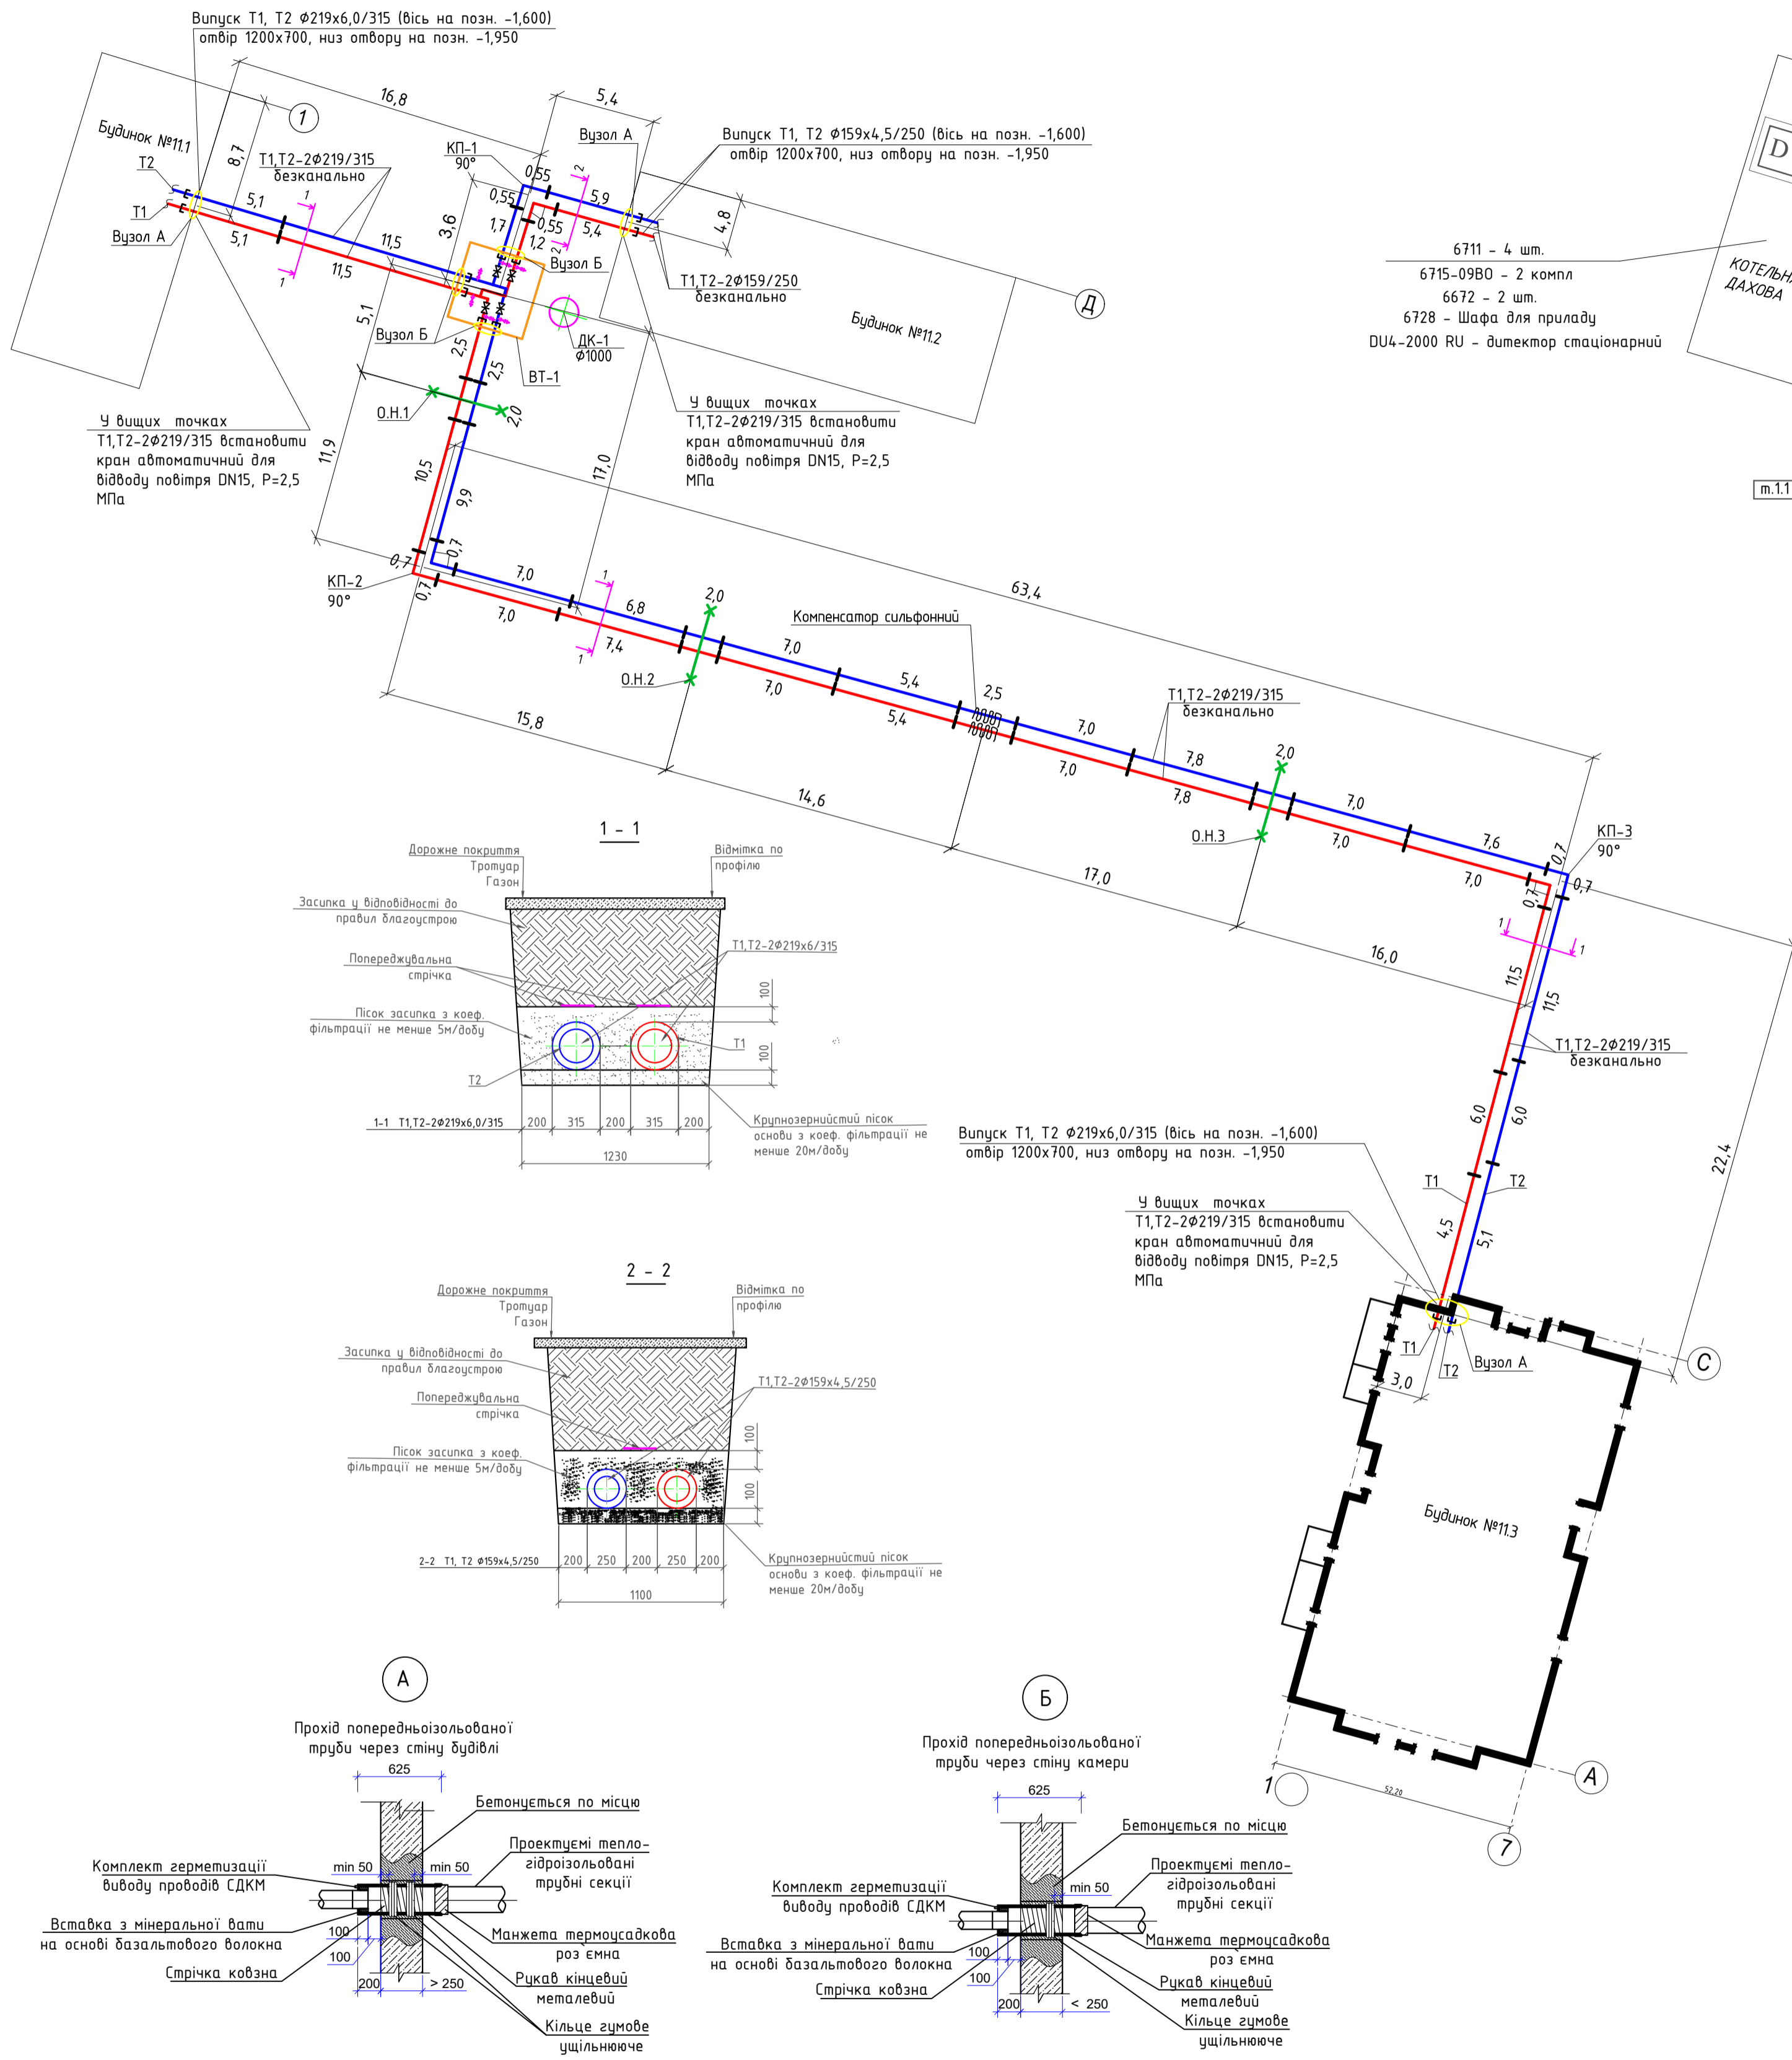 Випуск Т1, Т2 Ф219х6,0/315 (вісь на позн. -1,600)
отвір 1200х700, низ отвору на позн. -1,950
16,8
5,4
1
Вузол А
Випуск Т1, Т2 Ф159х4,5/250 (вісь на позн. -1,600)
отвір 1200х700, низ отвору на позн. -1,950
Будинок №11.1
8,7
Т2
Т1,Т2-2Ф219/315
безканально
КП-1
90°
0,55
2
5,9
0,55
0,55
5,4
2
4,8
D
5,1
1
Т1
Вузол А
5,1
1
11,5
11,5
3,6
1,7
1,2
Вузол Б
Т1,Т2-2Ф159/250
безканально
Д
6711 - 4 шт.
6715-09ВО - 2 компл
6672 - 2 шт.
6728 - Шафа для приладу
DU4-2000 RU - дитектор стаціонарний
ДАХОВА
5,1
Вузол Б
2,5
2,5
ДК-1
Ф1000
Будинок №11.2
ВТ-1
О.Н.1
2,0
У вищих точках
Т1,Т2-2Ф219/315 встановити
кран автоматичний для
відводу повітря DN15, Р=2,5
МПа
У вищих точках
Т1,Т2-2Ф219/315 встановити
кран автоматичний для
відводу повітря DN15, Р=2,5
МПа
т.1.1
11,9
10,5
9,9
17,0
0,7
0,7
0,7
КП-2
90°
7,0
7,0
1
6,8
7,4
1
2,0
О.Н.2
63,4
Компенсатор сильфонний
7,0
7,0
5,4
5,4
2,5
7,0
7,0
Т1,Т2-2Ф219/315
безканально
7,8
7,8
2,0
О.Н.3
7,0
7,0
7,6
7,0
0,7
0,7
0,7
КП-3
90°
15,8
14,6
17,0
16,0
1
1
11,5
11,5
Т1,Т2-2Ф219/315
безканально
6,0
6,0
22,4
1 - 1
Дорожне покриття
Тротуар
Газон
Відмітка по
профілю
Засипка у відповідності до
правил благоустрою
Т1,Т2-2Ф219х6/315
Попереджувальна
стрічка
100
Пісок засипка з коеф.
фільтрації не менше 5м/добу
Т1
100
Т2
1-1 Т1,Т2-2Ф219х6,0/315
200
315
200
315
200
1230
Крупнозернийстий пісок
основи з коеф. фільтрації не
менше 20м/добу
Випуск Т1, Т2 Ф219х6,0/315 (вісь на позн. -1,600)
отвір 1200х700, низ отвору на позн. -1,950
Т1
Т2
У вищих точках
Т1,Т2-2Ф219/315 встановити
кран автоматичний для
відводу повітря DN15, Р=2,5
МПа
4,5
5,1
Т1
Т2
Вузол А
3,0
С
Будинок №11.3
2 - 2
Дорожне покриття
Тротуар
Газон
Відмітка по
профілю
Засипка у відповідності до
правил благоустрою
Т1,Т2-2Ф159х4,5/250
Попереджувальна
стрічка
100
Пісок засипка з коеф.
фільтрації не менше 5м/добу
100
2-2 Т1, Т2 Ф159х4,5/250
200
250
200
250
200
1100
Крупнозернийстий пісок
основи з коеф. фільтрації не
менше 20м/добу
1
52,20
А
7
А
Прохід попередньоізольованої
труби через стіну будівлі
625
Бетонується по місцю
Комплект герметизації
виводу проводів СДКМ
min 50
min 50
Проектуємі тепло-
гідроізольовані
трубні секції
Вставка з мінеральної вати
на основі базальтового волокна
100
100
Манжета термоусадкова
роз`ємна
Стрічка ковзна
200
> 250
Рукав кінцевий
металевий
Кільце гумове
ущільнююче
Б
Прохід попередньоізольованої
труби через стіну камери
625
Бетонується по місцю
Комплект герметизації
виводу проводів СДКМ
min 50
Проектуємі тепло-
гідроізольовані
трубні секції
Вставка з мінеральної вати
на основі базальтового волокна
100
100
Манжета термоусадкова
роз`ємна
Стрічка ковзна
200
< 250
Рукав кінцевий
металевий
Кільце гумове
ущільнююче